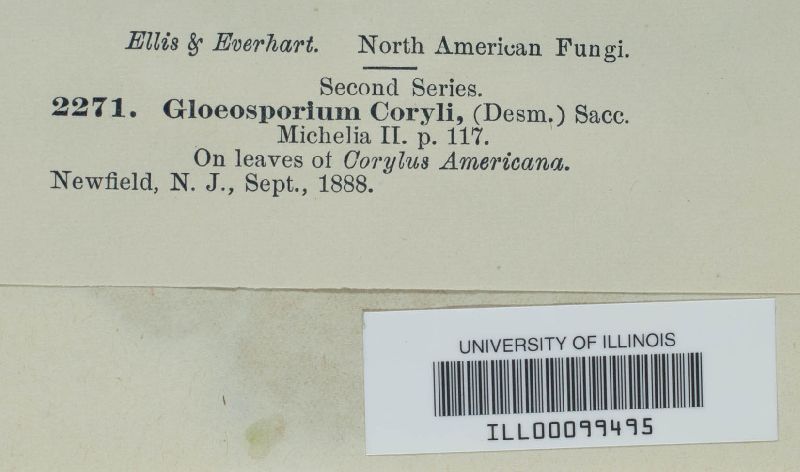 Ellis & Everhart. North American Fungi.
Second Series.
2271. Gloeosporium Coryli, (Desm.) Sacc.
Michelia II. p. 117.
On leaves of Corylus Americana.
Newfield, N. J., Sept., 1888.
UNIVERSITY OF ILLINOIS
ILL00099495